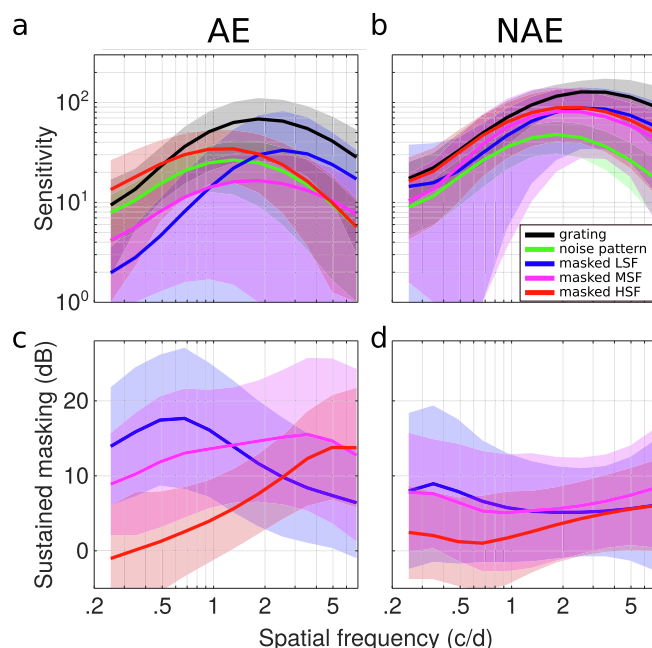 a AE b NAE
Sensitivity
10²
10¹
10⁰
grating
noise pattern
masked LSF
masked MSF
masked HSF
c d
Sustained masking (dB)
20
10
0
.2 .5 1 2 5 .2 .5 1 2 5
Spatial frequency (c/d)